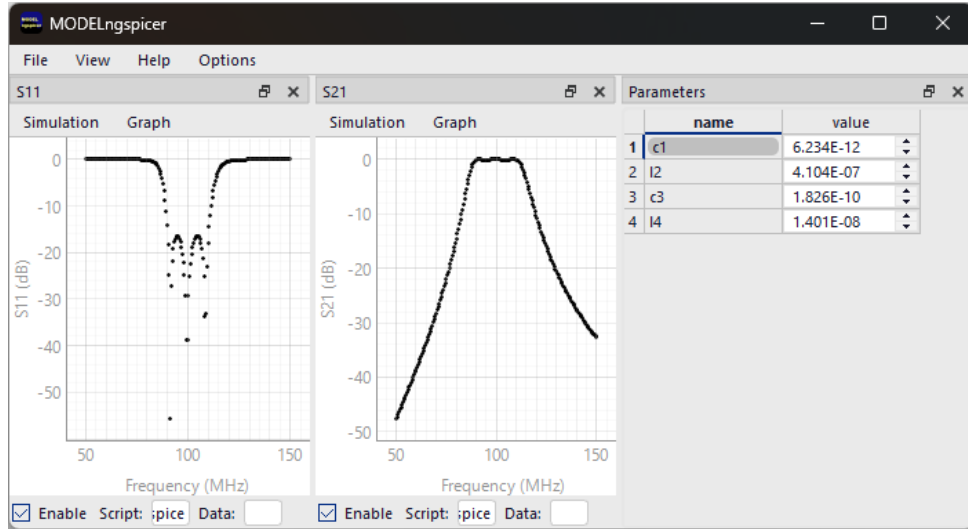 MODEL
ngspicer
MODELngspicer
File View Help Options
S11
Simulation Graph
0
-10
-20
-30
-40
-50
S11 (dB)
50 100 150
Frequency (MHz)
Enable Script: spice Data:
S21
Simulation Graph
0
-10
-20
-30
-40
-50
S21 (dB)
50 100 150
Frequency (MHz)
Enable Script: spice Data:
Parameters
name value
1 c1 6.234E-12
2 l2 4.104E-07
3 c3 1.826E-10
4 l4 1.401E-08